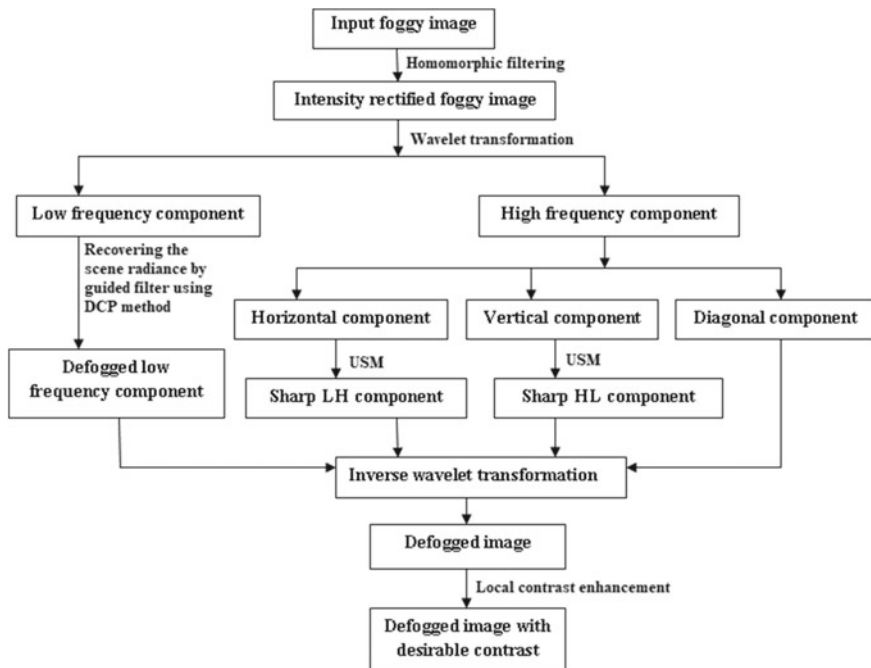 Input foggy image
Homomorphic filtering
Intensity rectified foggy image
Wavelet transformation
Low frequency component
High frequency component
Recovering the
scene radiance by
guided filter using
DCP method
Horizontal component
Vertical component
Diagonal component
USM
USM
Defogged low
frequency component
Sharp LH component
Sharp HL component
Inverse wavelet transformation
Defogged image
Local contrast enhancement
Defogged image with
desirable contrast